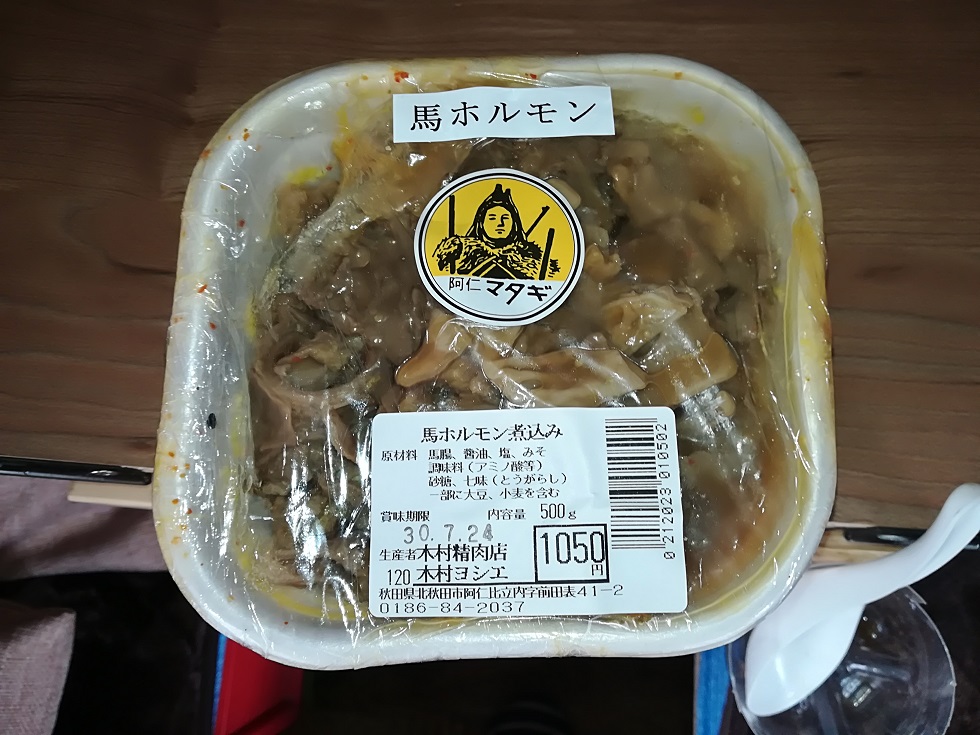 馬ホルモン
阿仁マタギ
馬ホルモン煮込み
原材料 馬腸、醤油、塩、みそ
調味料(アミノ酸等)
砂糖、七味(とうがらし)
一部に大豆、小麦を含む
賞味期限 内容量 500g
30.7.24
生産者 木村精肉店
120 木村ヨシエ
1050円
秋田県北秋田市阿仁比立内字前田表41-2
0186-84-2037
0 212023 010502